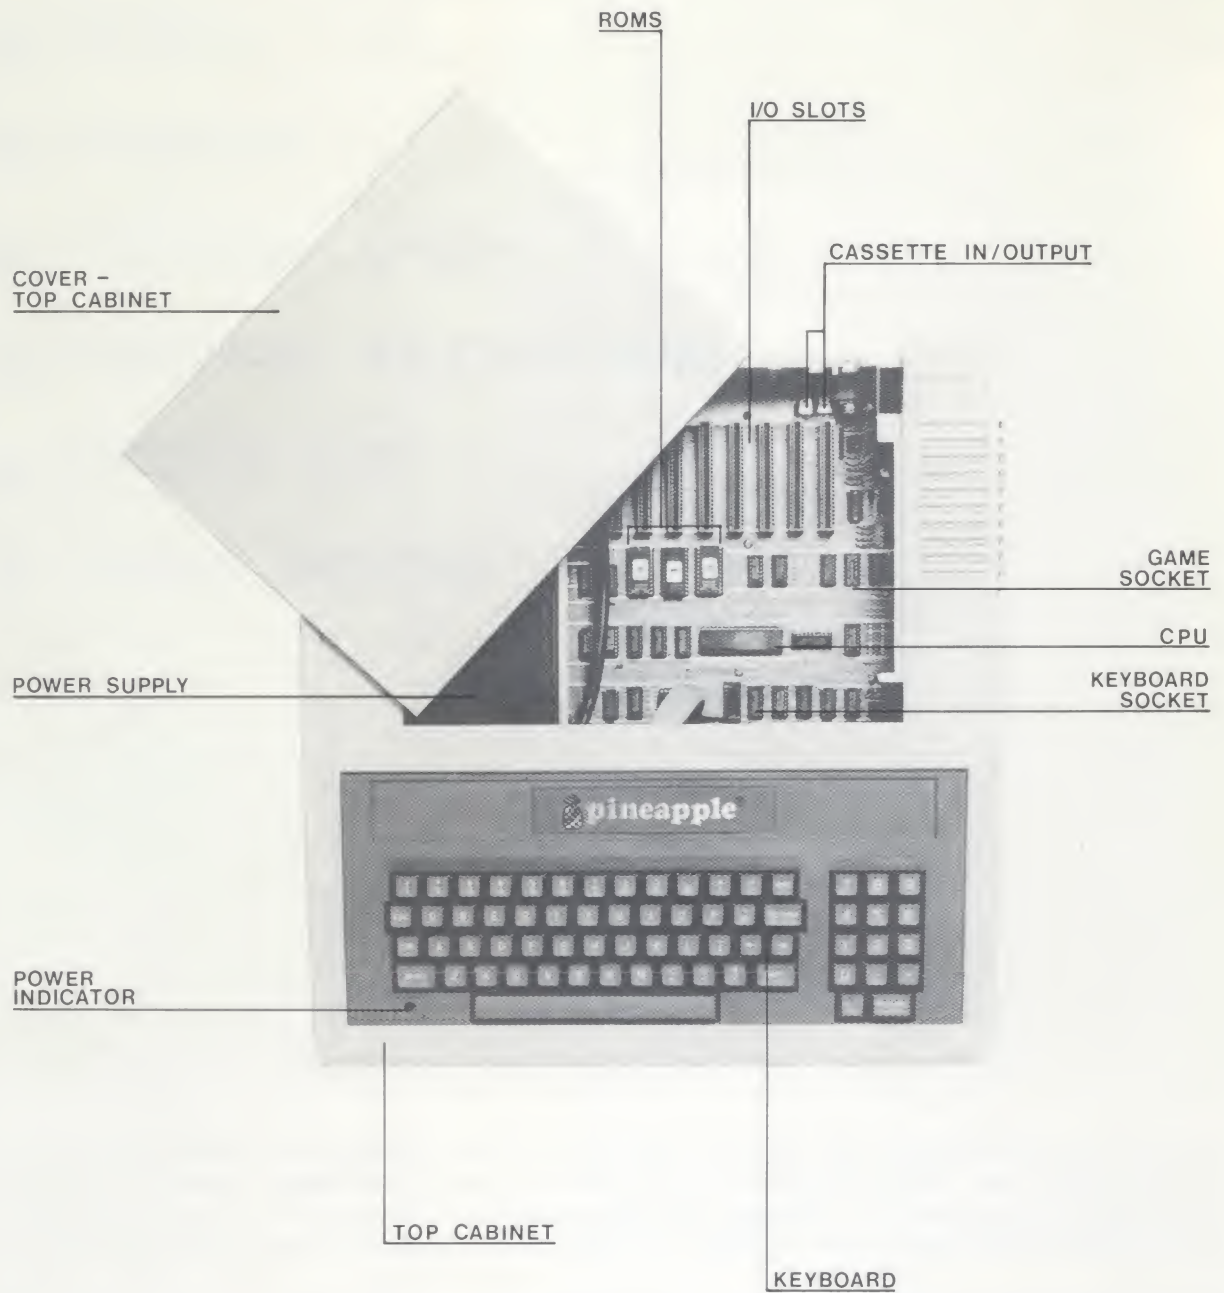 ROMS
I/O SLOTS
CASSETTE IN/OUTPUT
COVER –
TOP CABINET
GAME
SOCKET
CPU
POWER SUPPLY
KEYBOARD
SOCKET
pineapple
POWER
INDICATOR
TOP CABINET
KEYBOARD